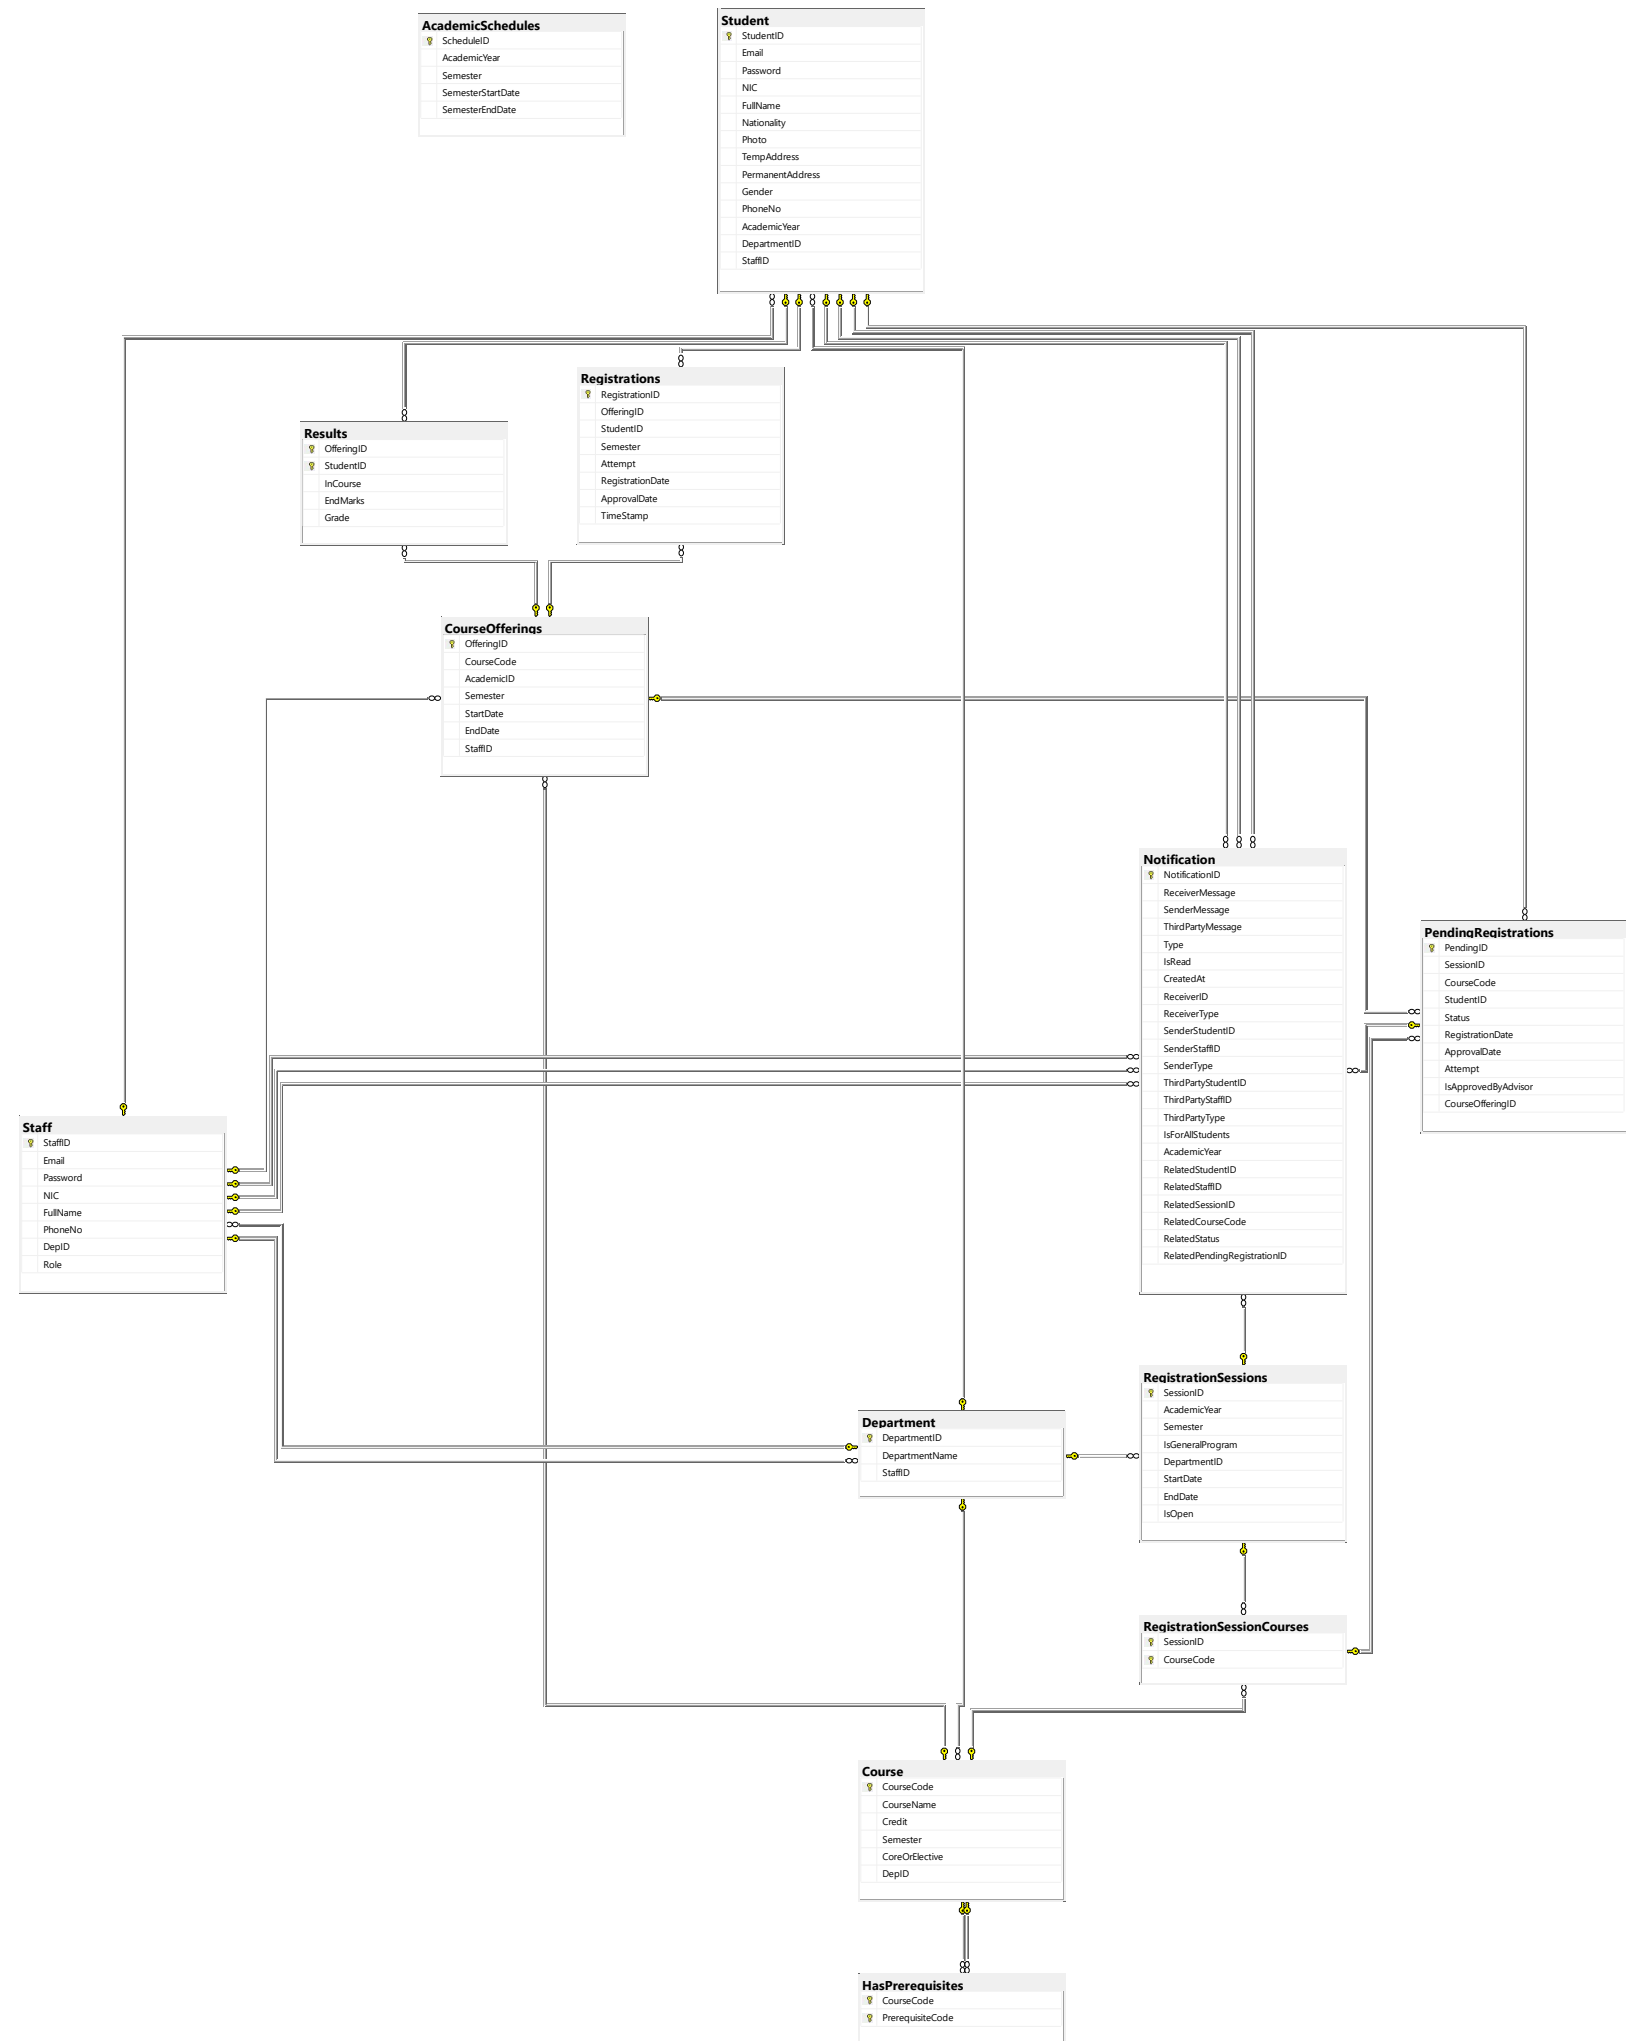 AcademicSchedules
ScheduleID
AcademicYear
Semester
SemesterStartDate
SemesterEndDate
Student
StudentID
Email
Password
NIC
FullName
Nationality
Photo
TempAddress
PermanentAddress
Gender
PhoneNo
AcademicYear
DepartmentID
StaffID
Registrations
RegistrationID
OfferingID
StudentID
Semester
Attempt
RegistrationDate
ApprovalDate
TimeStamp
Results
OfferingID
StudentID
InCourse
EndMarks
Grade
CourseOfferings
OfferingID
CourseCode
AcademicID
Semester
StartDate
EndDate
StaffID
Notification
NotificationID
ReceiverMessage
SenderMessage
ThirdPartyMessage
Type
IsRead
CreatedAt
ReceiverID
ReceiverType
SenderStudentID
SenderStaffID
SenderType
ThirdPartyStudentID
ThirdPartyStaffID
ThirdPartyType
IsForAllStudents
AcademicYear
RelatedStudentID
RelatedStaffID
RelatedSessionID
RelatedCourseCode
RelatedStatus
RelatedPendingRegistrationID
PendingRegistrations
PendingID
SessionID
CourseCode
StudentID
Status
RegistrationDate
ApprovalDate
Attempt
IsApprovedByAdvisor
CourseOfferingID
Staff
StaffID
Email
Password
NIC
FullName
PhoneNo
DepID
Role
RegistrationSessions
SessionID
AcademicYear
Semester
IsGeneralProgram
DepartmentID
StartDate
EndDate
IsOpen
Department
DepartmentID
DepartmentName
StaffID
RegistrationSessionCourses
SessionID
CourseCode
Course
CourseCode
CourseName
Credit
Semester
CoreOrElective
DepID
HasPrerequisites
CourseCode
PrerequisiteCode